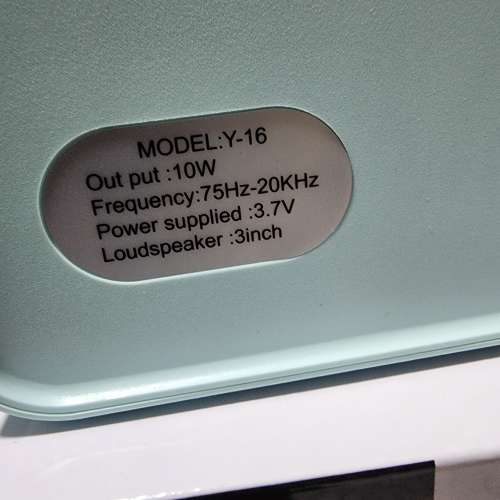 MODEL:Y-16
Out put :10W
Frequency:75Hz-20KHz
Power supplied :3.7V
Loudspeaker :3inch